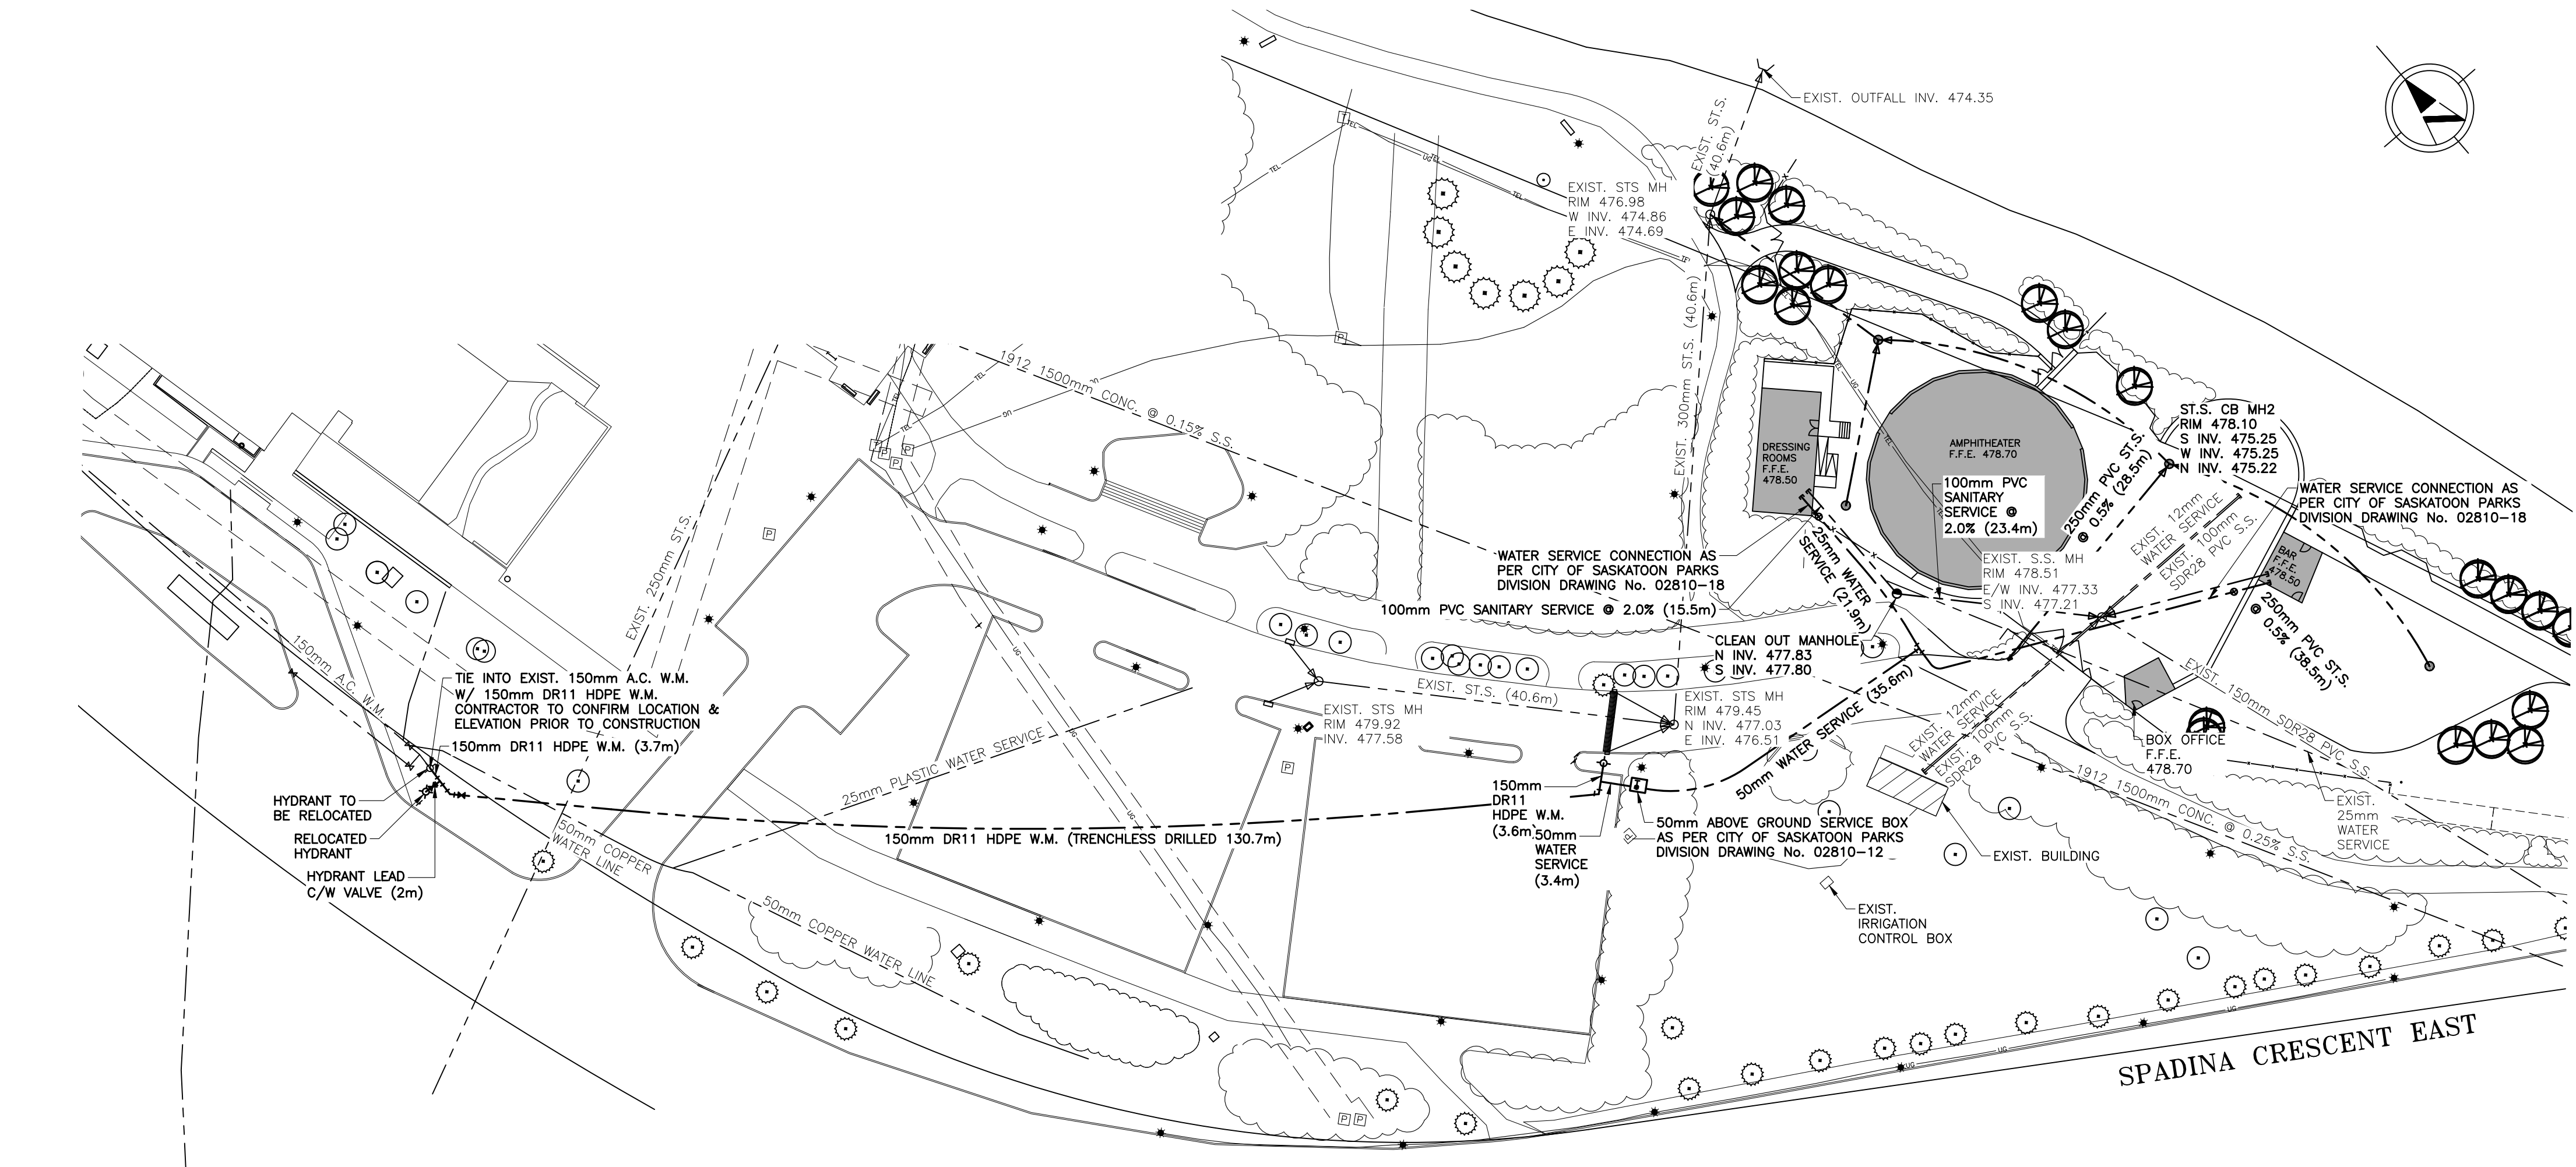 EXIST. OUTFALL INV. 474.35
EXIST. ST.S.
(40.6m)
EXIST. STS MH
RIM 476.98
W INV. 474.86
E INV. 474.69
EXIST. 300mm ST.S. (40.6m)
1912 1500mm CONC. @ 0.15% S.S.
EXIST. 250mm ST.S.
DRESSING
ROOMS
F.F.E.
478.50
AMPHITHEATER
F.F.E. 478.70
100mm PVC
SANITARY
SERVICE @
2.0% (23.4m)
250mm PVC ST.S.
@ 0.5% (28.5m)
ST.S. CB MH2
RIM 478.10
S INV. 475.25
W INV. 475.25
N INV. 475.22
WATER SERVICE CONNECTION AS
PER CITY OF SASKATOON PARKS
DIVISION DRAWING No. 02810-18
EXIST. 12mm
WATER SERVICE
EXIST. 100mm
SDR28 PVC S.S.
BAR
F.F.E.
478.50
250mm PVC ST.S.
@ 0.5% (38.5m)
EXIST. S.S. MH
RIM 478.51
E/W INV. 477.33
S INV. 477.21
WATER SERVICE CONNECTION AS
PER CITY OF SASKATOON PARKS
DIVISION DRAWING No. 02810-18
25mm WATER
SERVICE (21.9m)
100mm PVC SANITARY SERVICE @ 2.0% (15.5m)
CLEAN OUT MANHOLE
N INV. 477.83
S INV. 477.80
EXIST. ST.S. (40.6m)
EXIST. STS MH
RIM 479.92
INV. 477.58
EXIST. STS MH
RIM 479.45
N INV. 477.03
E INV. 476.51
50mm WATER SERVICE (35.6m)
EXIST. 12mm
WATER SERVICE
EXIST. 100mm
SDR28 PVC S.S.
EXIST. 150mm SDR28 PVC S.S.
BOX OFFICE
F.F.E.
478.70
1912 1500mm CONC. @ 0.25% S.S.
EXIST.
25mm
WATER
SERVICE
150mm A.C. W.M.
TIE INTO EXIST. 150mm A.C. W.M.
W/ 150mm DR11 HDPE W.M.
CONTRACTOR TO CONFIRM LOCATION &
ELEVATION PRIOR TO CONSTRUCTION
150mm DR11 HDPE W.M. (3.7m)
HYDRANT TO
BE RELOCATED
RELOCATED
HYDRANT
HYDRANT LEAD
C/W VALVE (2m)
50mm COPPER
WATER LINE
25mm PLASTIC WATER SERVICE
150mm DR11 HDPE W.M. (TRENCHLESS DRILLED 130.7m)
50mm COPPER WATER LINE
150mm
DR11
HDPE W.M.
(3.6m)
50mm
WATER
SERVICE
(3.4m)
50mm ABOVE GROUND SERVICE BOX
AS PER CITY OF SASKATOON PARKS
DIVISION DRAWING No. 02810-12
EXIST. BUILDING
EXIST.
IRRIGATION
CONTROL BOX
SPADINA CRESCENT EAST